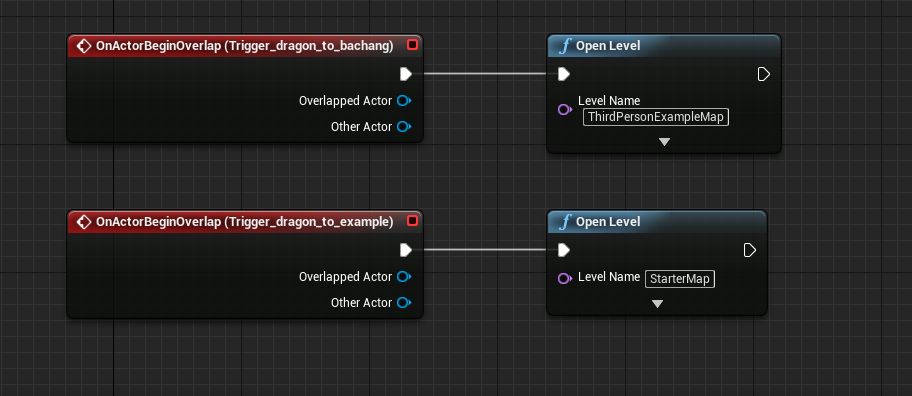 OnActorBeginOverlap (Trigger_dragon_to_bachang)
Overlapped Actor
Other Actor
f Open Level
Level Name
ThirdPersonExampleMap
OnActorBeginOverlap (Trigger_dragon_to_example)
Overlapped Actor
Other Actor
f Open Level
Level Name StarterMap